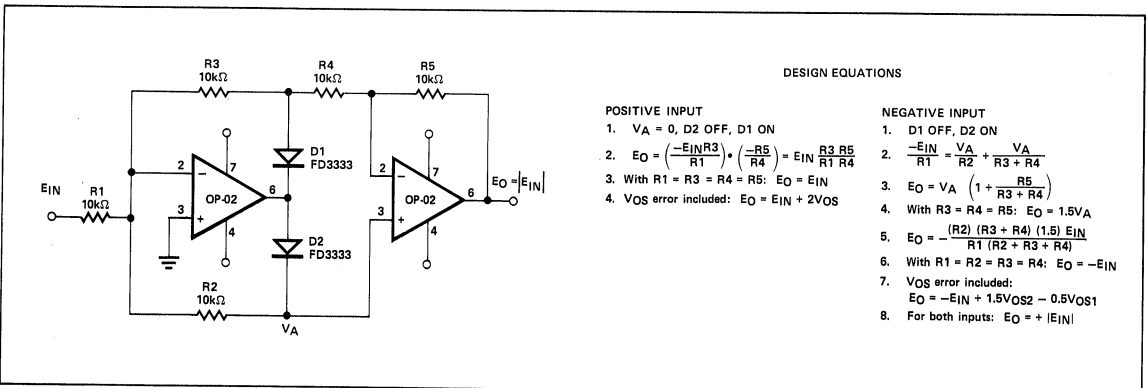 R3
10kΩ
R4
10kΩ
R5
10kΩ
D1
FD3333
2
−
7
OP-02
6
3
+
4
EIN
R1
10kΩ
D2
FD3333
2
−
7
OP-02
6
3
+
4
EO = |EIN|
R2
10kΩ
VA
DESIGN EQUATIONS
POSITIVE INPUT
1. VA = 0, D2 OFF, D1 ON
2. EO = (-EINR3/R1) • (-R5/R4) = EIN R3 R5/R1 R4
3. With R1 = R3 = R4 = R5: EO = EIN
4. VOS error included: EO = EIN + 2VOS
NEGATIVE INPUT
1. D1 OFF, D2 ON
2. -EIN/R1 = VA/R2 + VA/R3 + R4
3. EO = VA (1 + R5/R3 + R4)
4. With R3 = R4 = R5: EO = 1.5VA
5. EO = -(R2) (R3 + R4) (1.5) EIN/R1 (R2 + R3 + R4)
6. With R1 = R2 = R3 = R4: EO = -EIN
7. VOS error included:
EO = -EIN + 1.5VOS2 - 0.5VOS1
8. For both inputs: EO = + |EIN|